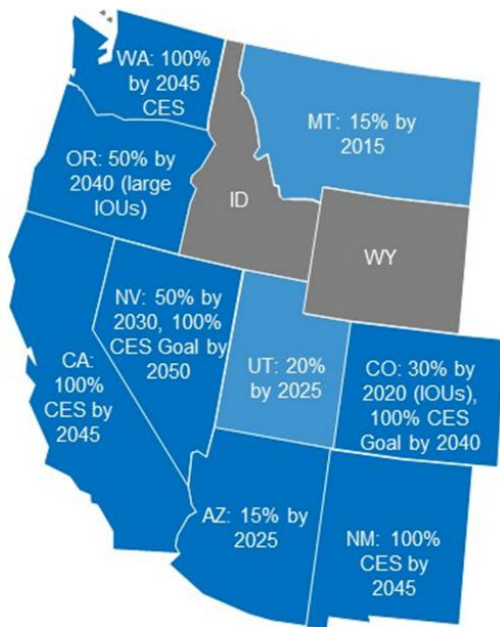 WA: 100%
by 2045
CES
MT: 15% by
2015
OR: 50% by
2040 (large
IOUs)
ID
WY
NV: 50% by
2030, 100%
CES Goal by
2050
CA:
100%
CES by
2045
UT: 20%
by 2025
CO: 30% by
2020 (IOUs),
100% CES
Goal by 2040
AZ: 15% by
2025
NM: 100%
CES by
2045